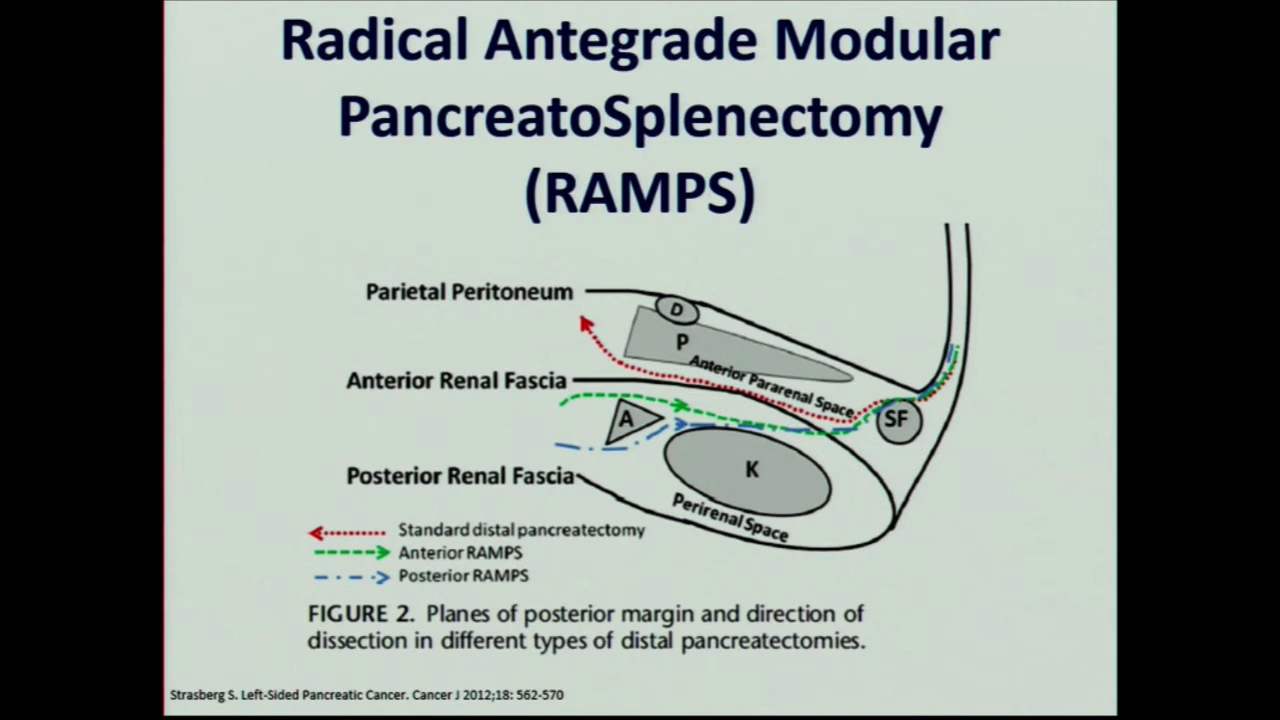 Radical Antegrade Modular
PancreatoSplenectomy
(RAMPS)
Parietal Peritoneum
D
P
Anterior Pararenal Space
Anterior Renal Fascia
A
SF
K
Posterior Renal Fascia
Perirenal Space
Standard distal pancreatectomy
Anterior RAMPS
Posterior RAMPS
FIGURE 2. Planes of posterior margin and direction of
dissection in different types of distal pancreatectomies.
Strasberg S. Left-Sided Pancreatic Cancer. Cancer J 2012;18: 562-570